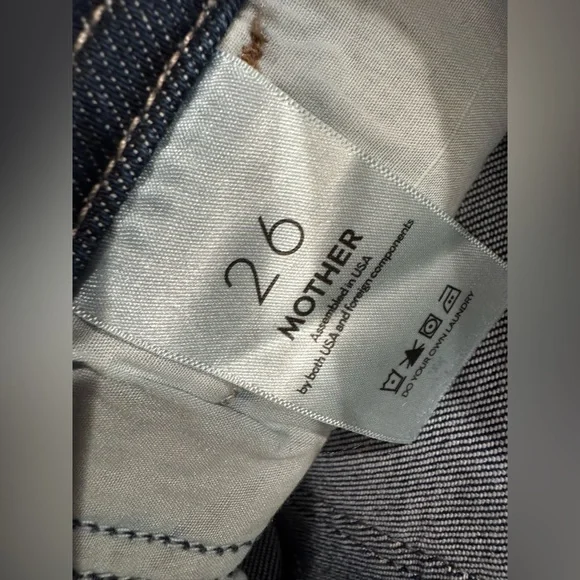 26
MOTHER
Assembled in USA
by both USA and foreign components
DO YOUR OWN LAUNDRY